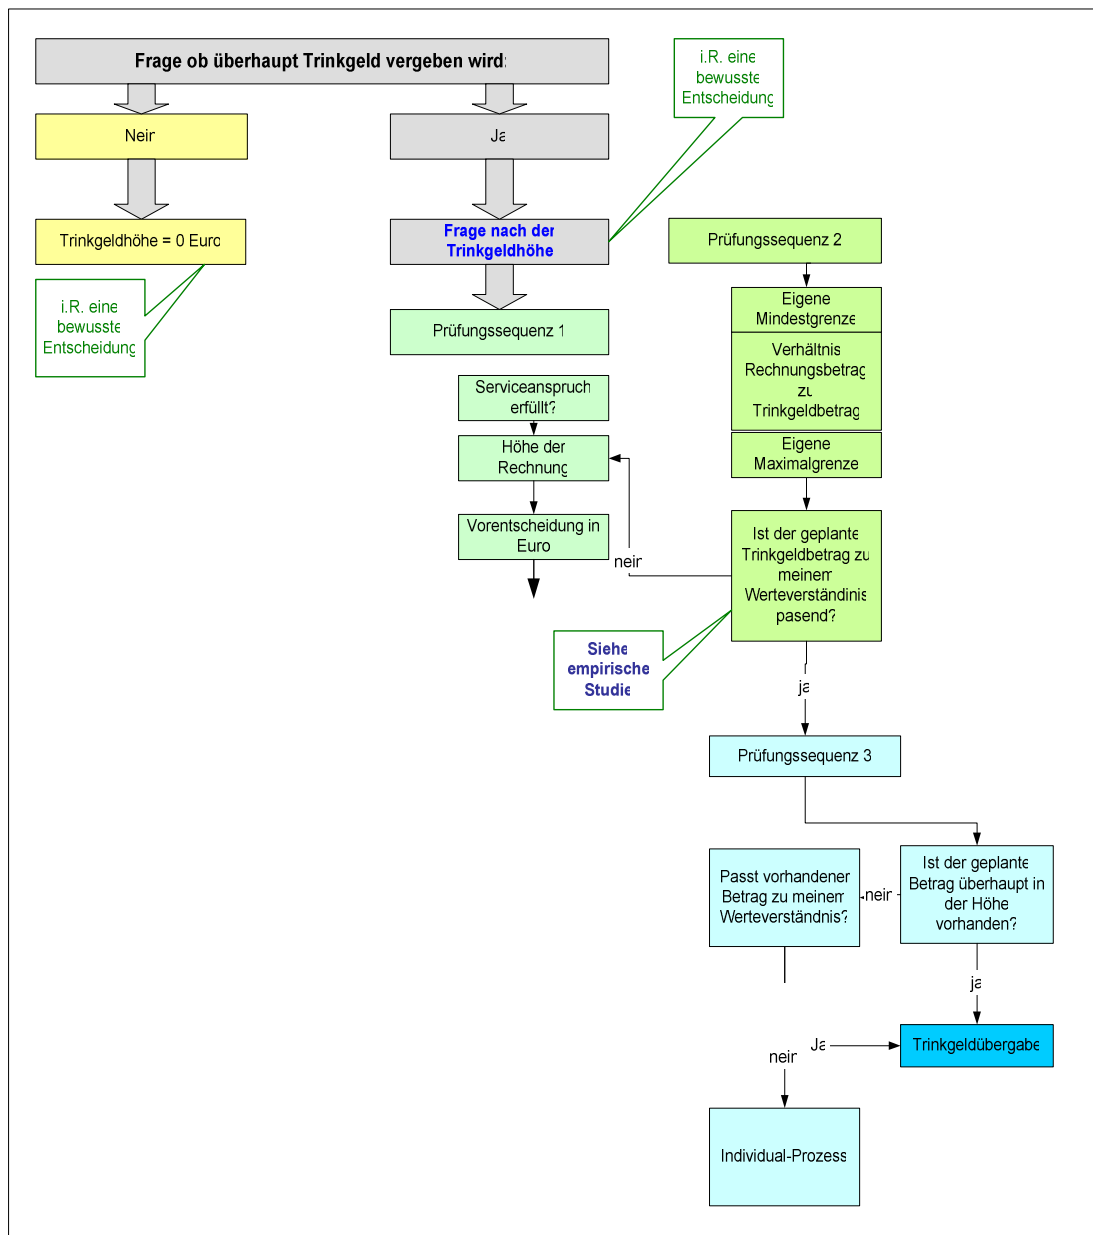 Frage ob überhaupt Trinkgeld vergeben wird:
i.R. eine
bewusste
Entscheidung
Nein
Ja
Trinkgeldhöhe = 0 Euro
Frage nach der
Trinkgeldhöhe
i.R. eine
bewusste
Entscheidung
Prüfungssequenz 1
Serviceanspruch
erfüllt?
Höhe der
Rechnung
Vorentscheidung in
Euro
Prüfungssequenz 2
Eigene
Mindestgrenze
Verhältnis
Rechnungsbetrag
zu
Trinkgeldbetrag
Eigene
Maximalgrenze
Ist der geplante
Trinkgeldbetrag zu
meinem
Werteverständinis
pasend?
nein
Siehe
empirische
Studie
ja
Prüfungssequenz 3
Ist der geplante
Betrag überhaupt in
der Höhe
vorhanden?
nein
Passt vorhandener
Betrag zu meinem
Werteverständnis?
ja
Ja
Trinkgeldübergabe
nein
Individual-Prozess